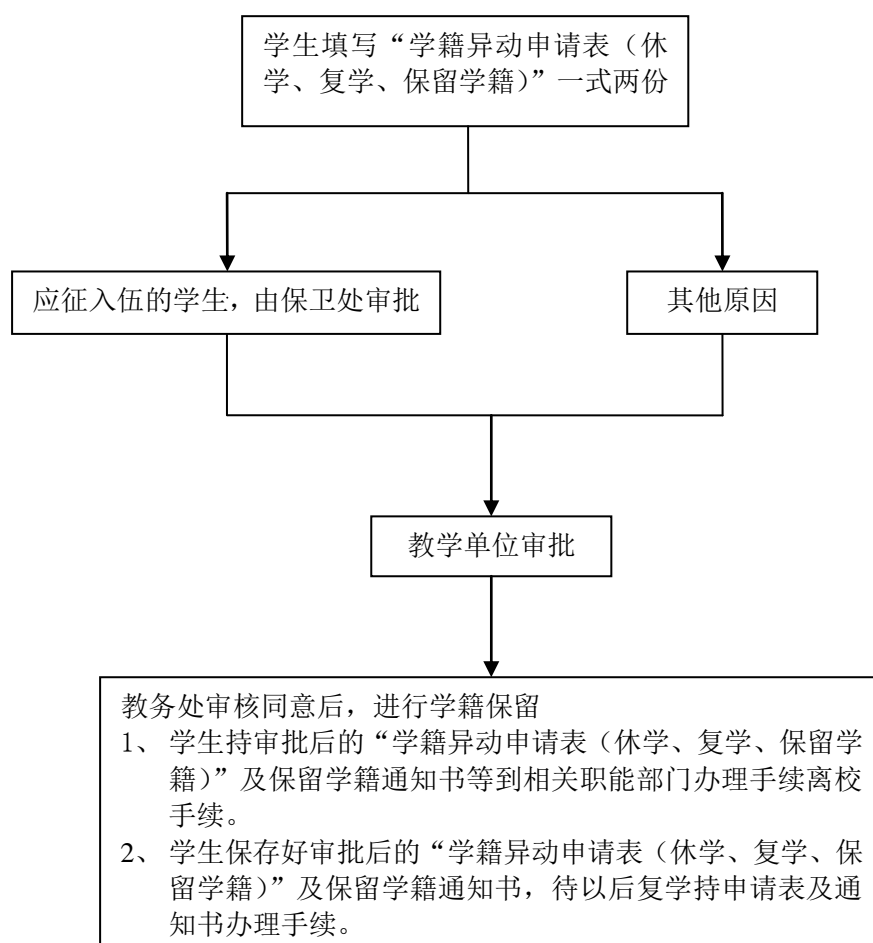 学生填写“学籍异动申请表（休
学、复学、保留学籍）”一式两份
应征入伍的学生，由保卫处审批
其他原因
教学单位审批
教务处审核同意后，进行学籍保留
1、 学生持审批后的“学籍异动申请表（休学、复学、保留学
籍）”及保留学籍通知书等到相关职能部门办理手续离校
手续。
2、 学生保存好审批后的“学籍异动申请表（休学、复学、保
留学籍）”及保留学籍通知书，待以后复学持申请表及通
知书办理手续。